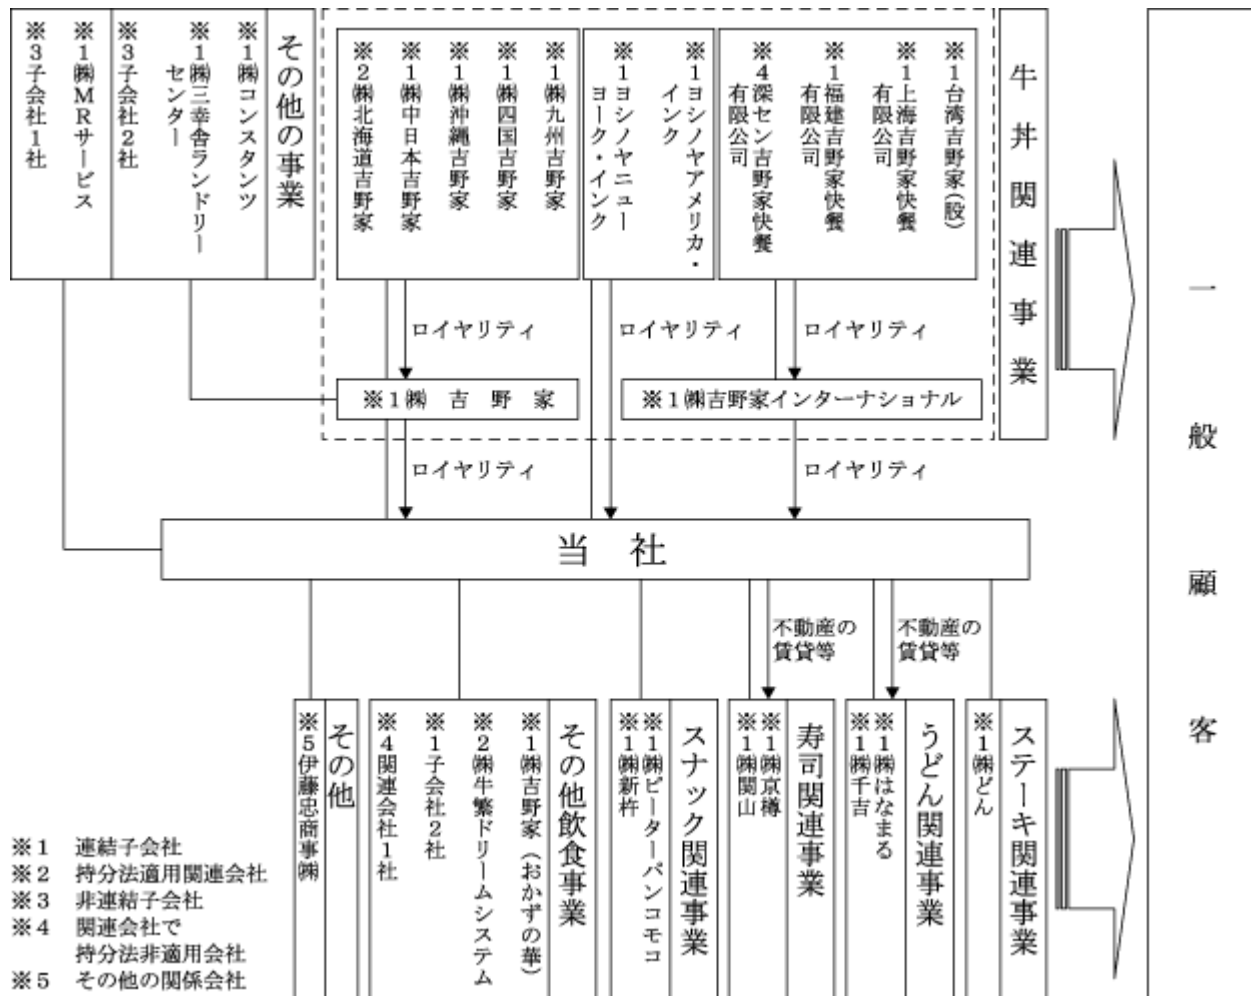 ※3子会社1社
※1㈱MRサービス
※3子会社2社
※1㈱三幸舎ランドリー
センター
※1㈱コンスタンツ
その他の事業
※2㈱北海道吉野家
※1㈱中日本吉野家
※1㈱沖縄吉野家
※1㈱四国吉野家
※1㈱九州吉野家
※1ヨシノヤニュー
ヨーク・インク
※1ヨシノヤアメリカ・
インク
※4深セン吉野家快餐
有限公司
※1福建吉野家快餐
有限公司
※1上海吉野家快餐
有限公司
※1台湾吉野家(股)
牛丼関連事業
一般顧客
ロイヤリティ
ロイヤリティ
ロイヤリティ
※1㈱吉野家
※1㈱吉野家インターナショナル
ロイヤリティ
ロイヤリティ
当社
不動産の
賃貸等
不動産の
賃貸等
※5伊藤忠商事㈱
その他
※4関連会社1社
※1子会社2社
※2㈱牛繁ドリームシステム
※1㈱吉野家(おかずの華)
その他飲食事業
※1㈱新杵
※1㈱ピーターパンコモコ
スナック関連事業
※1㈱関山
※1㈱京樽
寿司関連事業
※1㈱千吉
※1㈱はなまる
うどん関連事業
※1㈱どん
ステーキ関連事業
※1 連結子会社
※2 持分法適用関連会社
※3 非連結子会社
※4 関連会社で
持分法非適用会社
※5 その他の関係会社